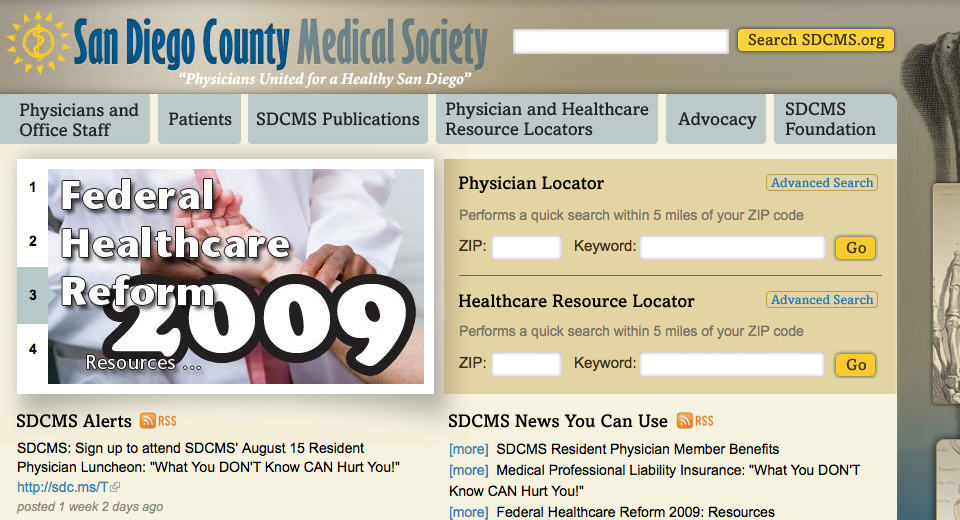 San Diego County Medical Society
“Physicians United for a Healthy San Diego”
Search SDCMS.org
Physicians and
Office Staff
Patients
SDCMS Publications
Physician and Healthcare
Resource Locators
Advocacy
SDCMS
Foundation
1
2
3
4
Federal
Healthcare
Reform
2009
Resources ...
Physician Locator
Advanced Search
Performs a quick search within 5 miles of your ZIP code
ZIP:
Keyword:
Go
Healthcare Resource Locator
Advanced Search
Performs a quick search within 5 miles of your ZIP code
ZIP:
Keyword:
Go
SDCMS Alerts RSS
SDCMS: Sign up to attend SDCMS' August 15 Resident
Physician Luncheon: "What You DON'T Know CAN Hurt You!"
http://sdc.ms/T
posted 1 week 2 days ago
SDCMS News You Can Use RSS
[more] SDCMS Resident Physician Member Benefits
[more] Medical Professional Liability Insurance: "What You DON'T
Know CAN Hurt You!"
[more] Federal Healthcare Reform 2009: Resources